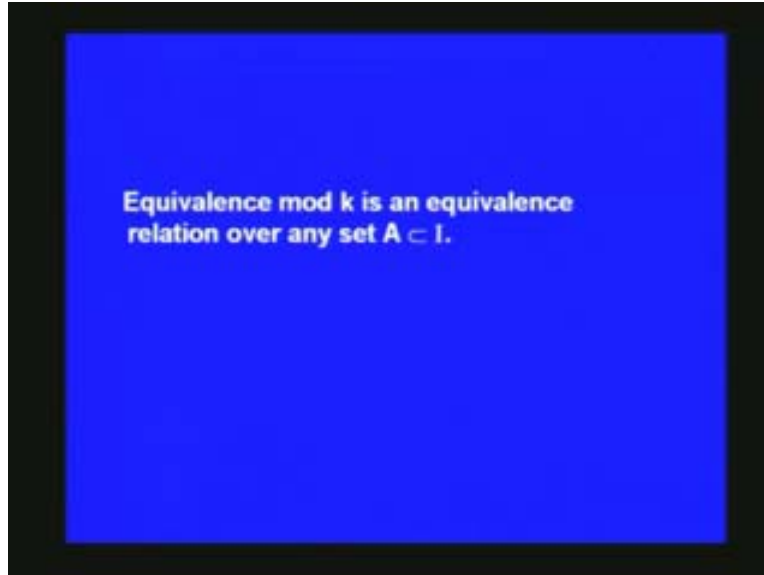 Equivalence mod k is an equivalence
relation over any set A ⊂ I.